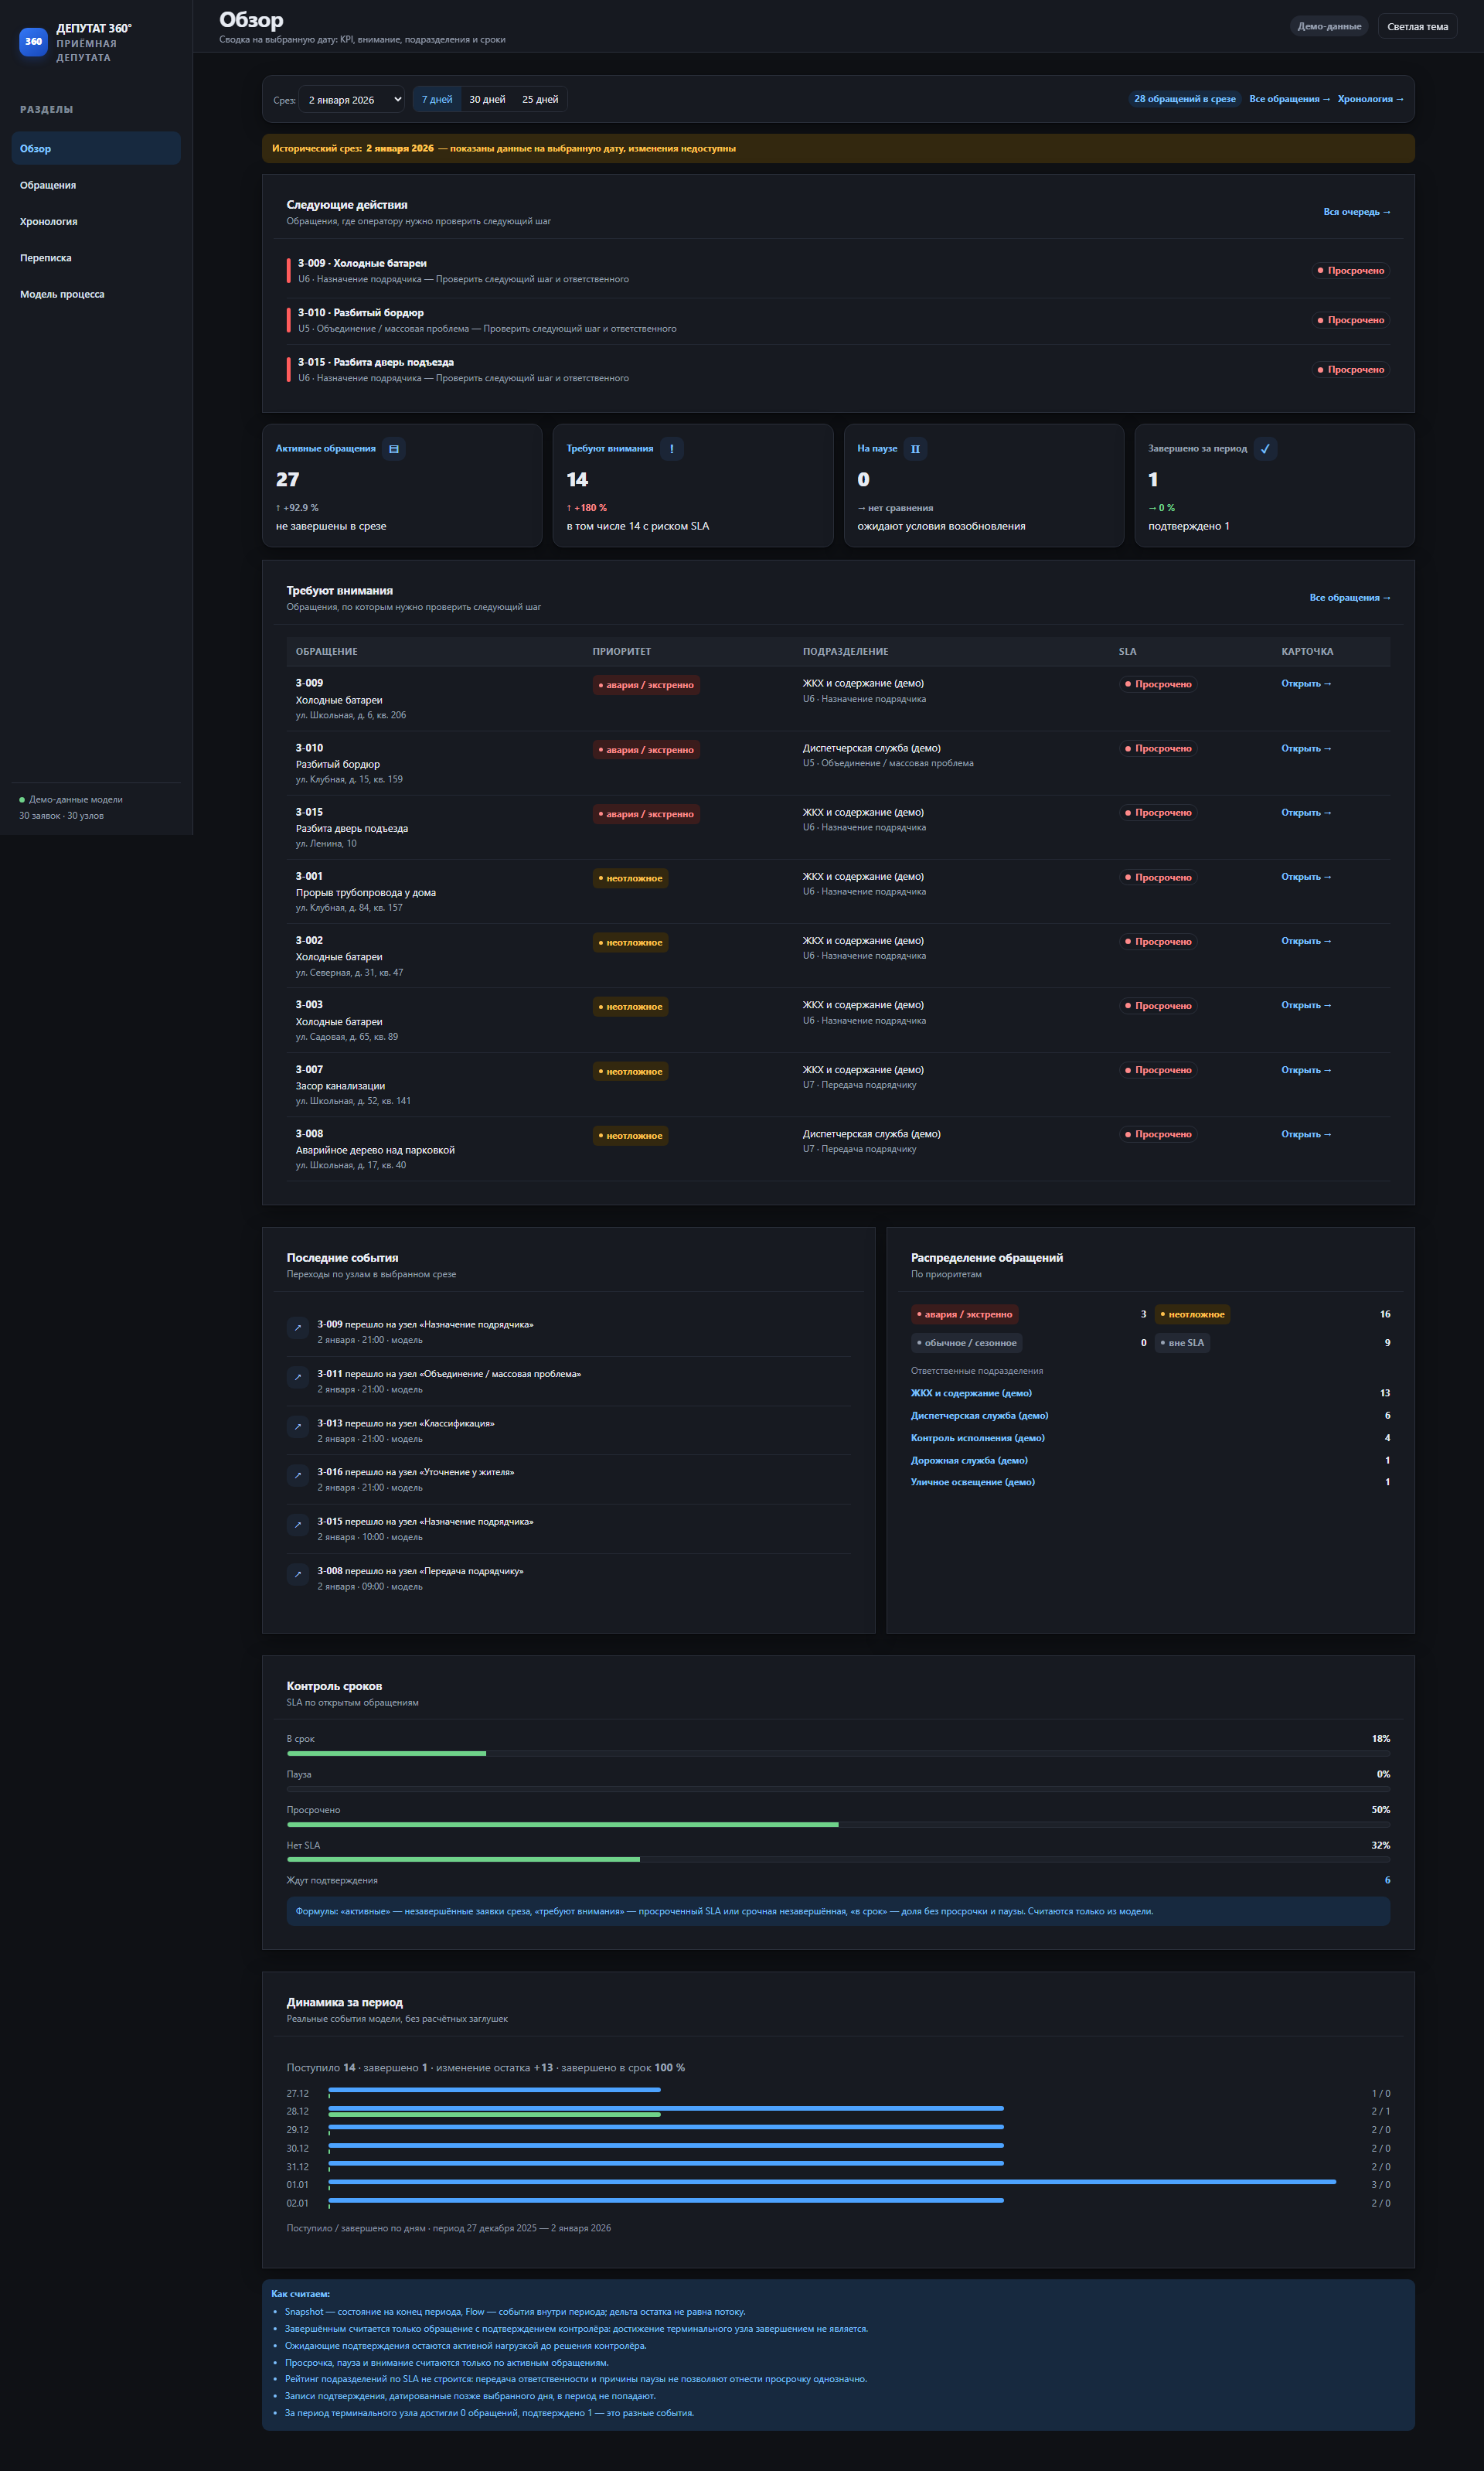 360
ДЕПУТАТ 360°
ПРИЁМНАЯ
ДЕПУТАТА
РАЗДЕЛЫ
Обзор
Обращения
Хронология
Переписка
Модель процесса
Демо-данные модели
30 заявок · 30 узлов
Обзор
Сводка на выбранную дату: KPI, внимание, подразделения и сроки
Демо-данные
Светлая тема
Срез: 2 января 2026 7 дней 30 дней 25 дней
28 обращений в срезе Все обращения → Хронология →
Исторический срез: 2 января 2026 — показаны данные на выбранную дату, изменения недоступны
Следующие действия
Обращения, где оператору нужно проверить следующий шаг
Вся очередь →
З-009 · Холодные батареи
U6 · Назначение подрядчика — Проверить следующий шаг и ответственного
Просрочено
З-010 · Разбитый бордюр
U5 · Объединение / массовая проблема — Проверить следующий шаг и ответственного
Просрочено
З-015 · Разбита дверь подъезда
U6 · Назначение подрядчика — Проверить следующий шаг и ответственного
Просрочено
Активные обращения
27
↑ +92.9 %
не завершены в срезе
Требуют внимания !
14
↑ +180 %
в том числе 14 с риском SLA
На паузе
0
→ нет сравнения
ожидают условия возобновления
Завершено за период ✓
1
→ 0 %
подтверждено 1
Требуют внимания
Обращения, по которым нужно проверить следующий шаг
Все обращения →
ОБРАЩЕНИЕ ПРИОРИТЕТ ПОДРАЗДЕЛЕНИЕ SLA КАРТОЧКА
З-009
Холодные батареи
ул. Школьная, д. 6, кв. 206
авария / экстренно
ЖКХ и содержание (демо)
U6 · Назначение подрядчика
Просрочено
Открыть →
З-010
Разбитый бордюр
ул. Клубная, д. 15, кв. 159
авария / экстренно
Диспетчерская служба (демо)
U5 · Объединение / массовая проблема
Просрочено
Открыть →
З-015
Разбита дверь подъезда
ул. Ленина, 10
авария / экстренно
ЖКХ и содержание (демо)
U6 · Назначение подрядчика
Просрочено
Открыть →
З-001
Прорыв трубопровода у дома
ул. Клубная, д. 84, кв. 157
неотложное
ЖКХ и содержание (демо)
U6 · Назначение подрядчика
Просрочено
Открыть →
З-002
Холодные батареи
ул. Северная, д. 31, кв. 47
неотложное
ЖКХ и содержание (демо)
U6 · Назначение подрядчика
Просрочено
Открыть →
З-003
Холодные батареи
ул. Садовая, д. 65, кв. 89
неотложное
ЖКХ и содержание (демо)
U6 · Назначение подрядчика
Просрочено
Открыть →
З-007
Засор канализации
ул. Школьная, д. 52, кв. 141
неотложное
ЖКХ и содержание (демо)
U7 · Передача подрядчику
Просрочено
Открыть →
З-008
Аварийное дерево над парковкой
ул. Школьная, д. 17, кв. 40
неотложное
Диспетчерская служба (демо)
U7 · Передача подрядчику
Просрочено
Открыть →
Последние события
Переходы по узлам в выбранном срезе
З-009 перешло на узел «Назначение подрядчика»
2 января · 21:00 · модель
З-011 перешло на узел «Объединение / массовая проблема»
2 января · 21:00 · модель
З-013 перешло на узел «Классификация»
2 января · 21:00 · модель
З-016 перешло на узел «Уточнение у жителя»
2 января · 21:00 · модель
З-015 перешло на узел «Назначение подрядчика»
2 января · 10:00 · модель
З-008 перешло на узел «Передача подрядчику»
2 января · 09:00 · модель
Распределение обращений
По приоритетам
авария / экстренно 3 неотложное 16
обычное / сезонное 0 вне SLA 9
Ответственные подразделения
ЖКХ и содержание (демо) 13
Диспетчерская служба (демо) 6
Контроль исполнения (демо) 4
Дорожная служба (демо) 1
Уличное освещение (демо) 1
Контроль сроков
SLA по открытым обращениям
В срок 18%
Пауза 0%
Просрочено 50%
Нет SLA 32%
Ждут подтверждения 6
Формулы: «активные» — незавершённые заявки среза, «требуют внимания» — просроченный SLA или срочная незавершённая, «в срок» — доля без просрочки и паузы. Считаются только из модели.
Динамика за период
Реальные события модели, без расчётных заглушек
Поступило 14 · завершено 1 · изменение остатка +13 · завершено в срок 100 %
27.12 1 / 0
28.12 2 / 1
29.12 2 / 0
30.12 2 / 0
31.12 2 / 0
01.01 3 / 0
02.01 2 / 0
Поступило / завершено по дням · период 27 декабря 2025 — 2 января 2026
Как считаем:
• Snapshot — состояние на конец периода, Flow — события внутри периода; дельта остатка не равна потоку.
• Завершённым считается только обращение с подтверждением контролёра: достижение терминального узла завершением не является.
• Ожидающие подтверждения остаются активной нагрузкой до решения контролёра.
• Просрочка, пауза и внимание считаются только по активным обращениям.
• Рейтинг подразделений по SLA не строится: передача ответственности и причины паузы не позволяют отнести просрочку однозначно.
• Записи подтверждения, датированные позже выбранного дня, в период не попадают.
• За период терминального узла достигли 0 обращений, подтверждено 1 — это разные события.